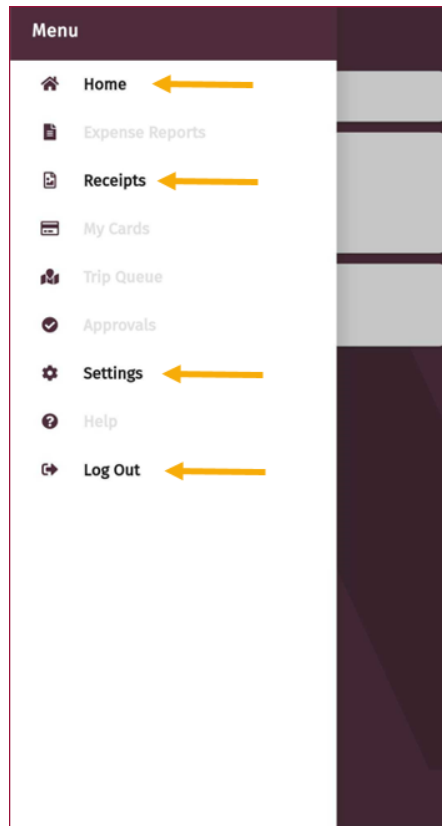 Menu
Home
Expense Reports
Receipts
My Cards
Trip Queue
Approvals
Settings
Help
Log Out